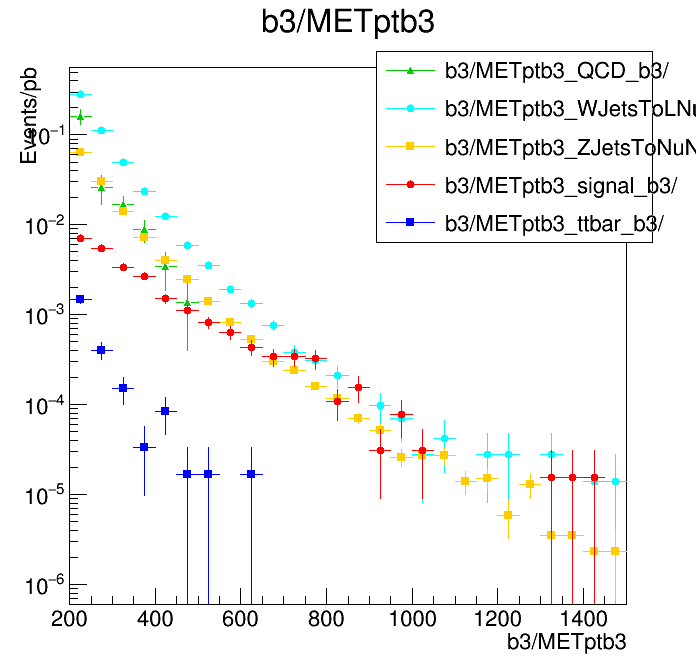 b3/METptb3
Events/pb
b3/METptb3_QCD_b3/
b3/METptb3_WJetsToLNu
b3/METptb3_ZJetsToNuN
b3/METptb3_signal_b3/
b3/METptb3_ttbar_b3/
10⁻¹
10⁻²
10⁻³
10⁻⁴
10⁻⁵
10⁻⁶
200 400 600 800 1000 1200 1400
b3/METptb3